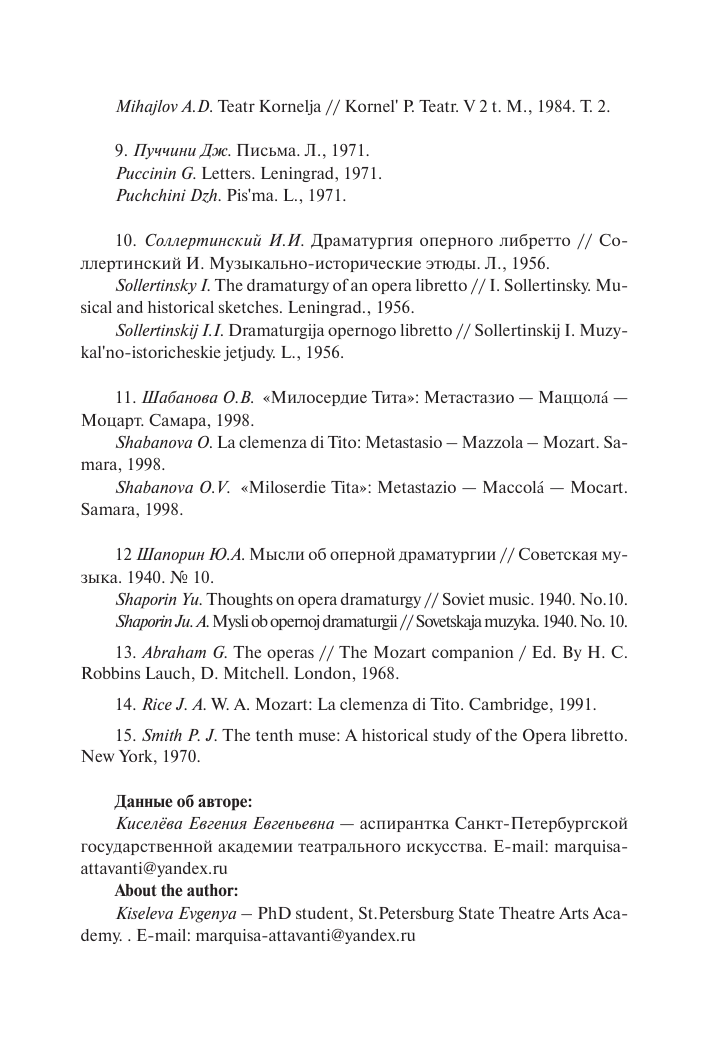 Mihajlov A.D. Teatr Kornelja // Kornel' P. Teatr. V 2 t. M., 1984. T. 2.
9. Пуччини Дж. Письма. Л., 1971.
Puccinin G. Letters. Leningrad, 1971.
Puchchini Dzh. Pis'ma. L., 1971.
10. Соллертинский И.И. Драматургия оперного либретто // Со-
ллертинский И. Музыкально-исторические этюды. Л., 1956.
Sollertinsky I. The dramaturgy of an opera libretto // I. Sollertinsky. Mu-
sical and historical sketches. Leningrad., 1956.
Sollertinskij I.I. Dramaturgija opernogo libretto // Sollertinskij I. Muzy-
kal'no-istoricheskie jetjudy. L., 1956.
11. Шабанова О.В. «Милосердие Тита»: Метастазио — Маццолá —
Моцарт. Самара, 1998.
Shabanova O. La clemenza di Tito: Metastasio – Mazzola – Mozart. Sa-
mara, 1998.
Shabanova O.V. «Miloserdie Tita»: Metastazio — Maccolá — Mocart.
Samara, 1998.
12 Шапорин Ю.А. Мысли об оперной драматургии // Советская му-
зыка. 1940. № 10.
Shaporin Yu. Thoughts on opera dramaturgy // Soviet music. 1940. No.10.
Shaporin Ju. A. Mysli ob opernoj dramaturgii // Sovetskaja muzyka. 1940. No. 10.
13. Abraham G. The operas // The Mozart companion / Ed. By H. C.
Robbins Lauch, D. Mitchell. London, 1968.
14. Rice J. A. W. A. Mozart: La clemenza di Tito. Cambridge, 1991.
15. Smith P. J. The tenth muse: A historical study of the Opera libretto.
New York, 1970.
Данные об авторе:
Киселёва Евгения Евгеньевна — аспирантка Санкт-Петербургской
государственной академии театрального искусства. E-mail: marquisa-
attavanti@yandex.ru
About the author:
Kiseleva Evgenya – PhD student, St.Petersburg State Theatre Arts Aca-
demy. . E-mail: marquisa-attavanti@yandex.ru